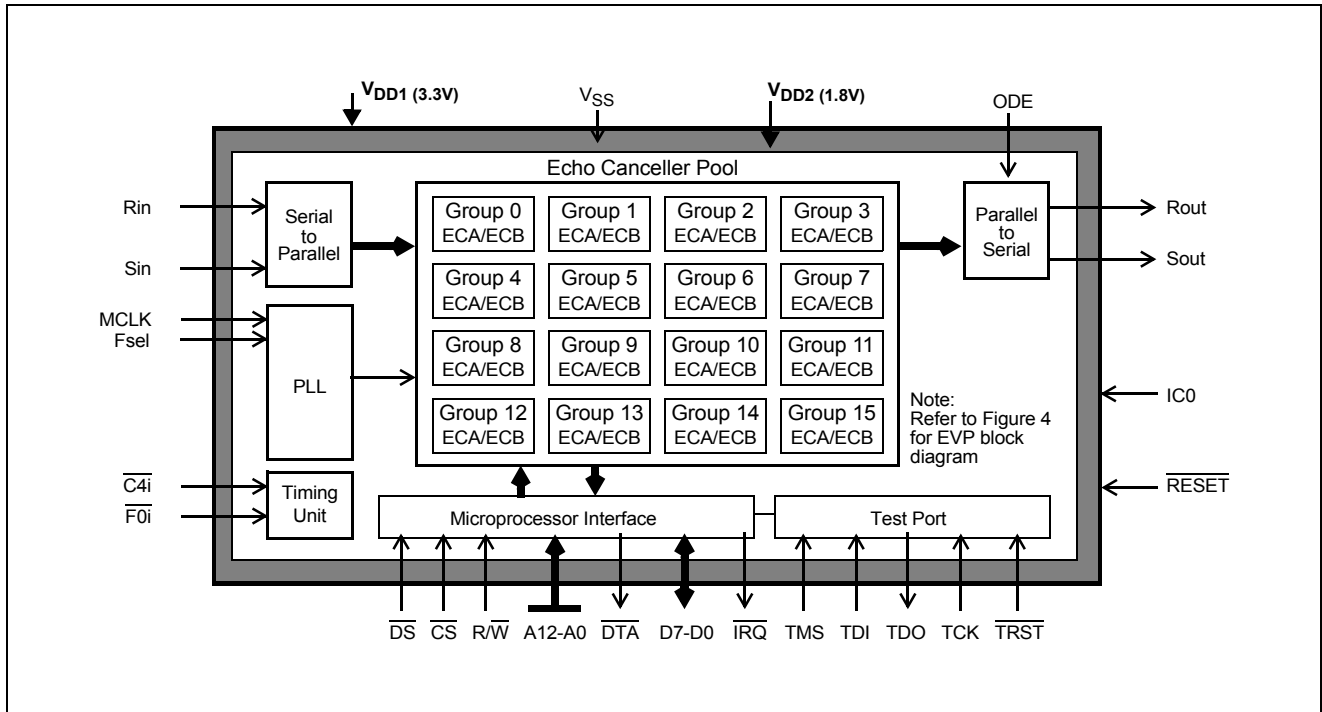 VDD1 (3.3V)
VSS
VDD2 (1.8V)
ODE
Echo Canceller Pool
Rin
Sin
Serial
to
Parallel
Group 0
ECA/ECB
Group 1
ECA/ECB
Group 2
ECA/ECB
Group 3
ECA/ECB
Parallel
to
Serial
Rout
Sout
Group 4
ECA/ECB
Group 5
ECA/ECB
Group 6
ECA/ECB
Group 7
ECA/ECB
MCLK
Fsel
PLL
Group 8
ECA/ECB
Group 9
ECA/ECB
Group 10
ECA/ECB
Group 11
ECA/ECB
Group 12
ECA/ECB
Group 13
ECA/ECB
Group 14
ECA/ECB
Group 15
ECA/ECB
Note:
Refer to Figure 4
for EVP block
diagram
IC0
RESET
C4i
F0i
Timing
Unit
Microprocessor Interface
Test Port
DS CS R/W A12-A0 DTA D7-D0 IRQ TMS TDI TDO TCK TRST